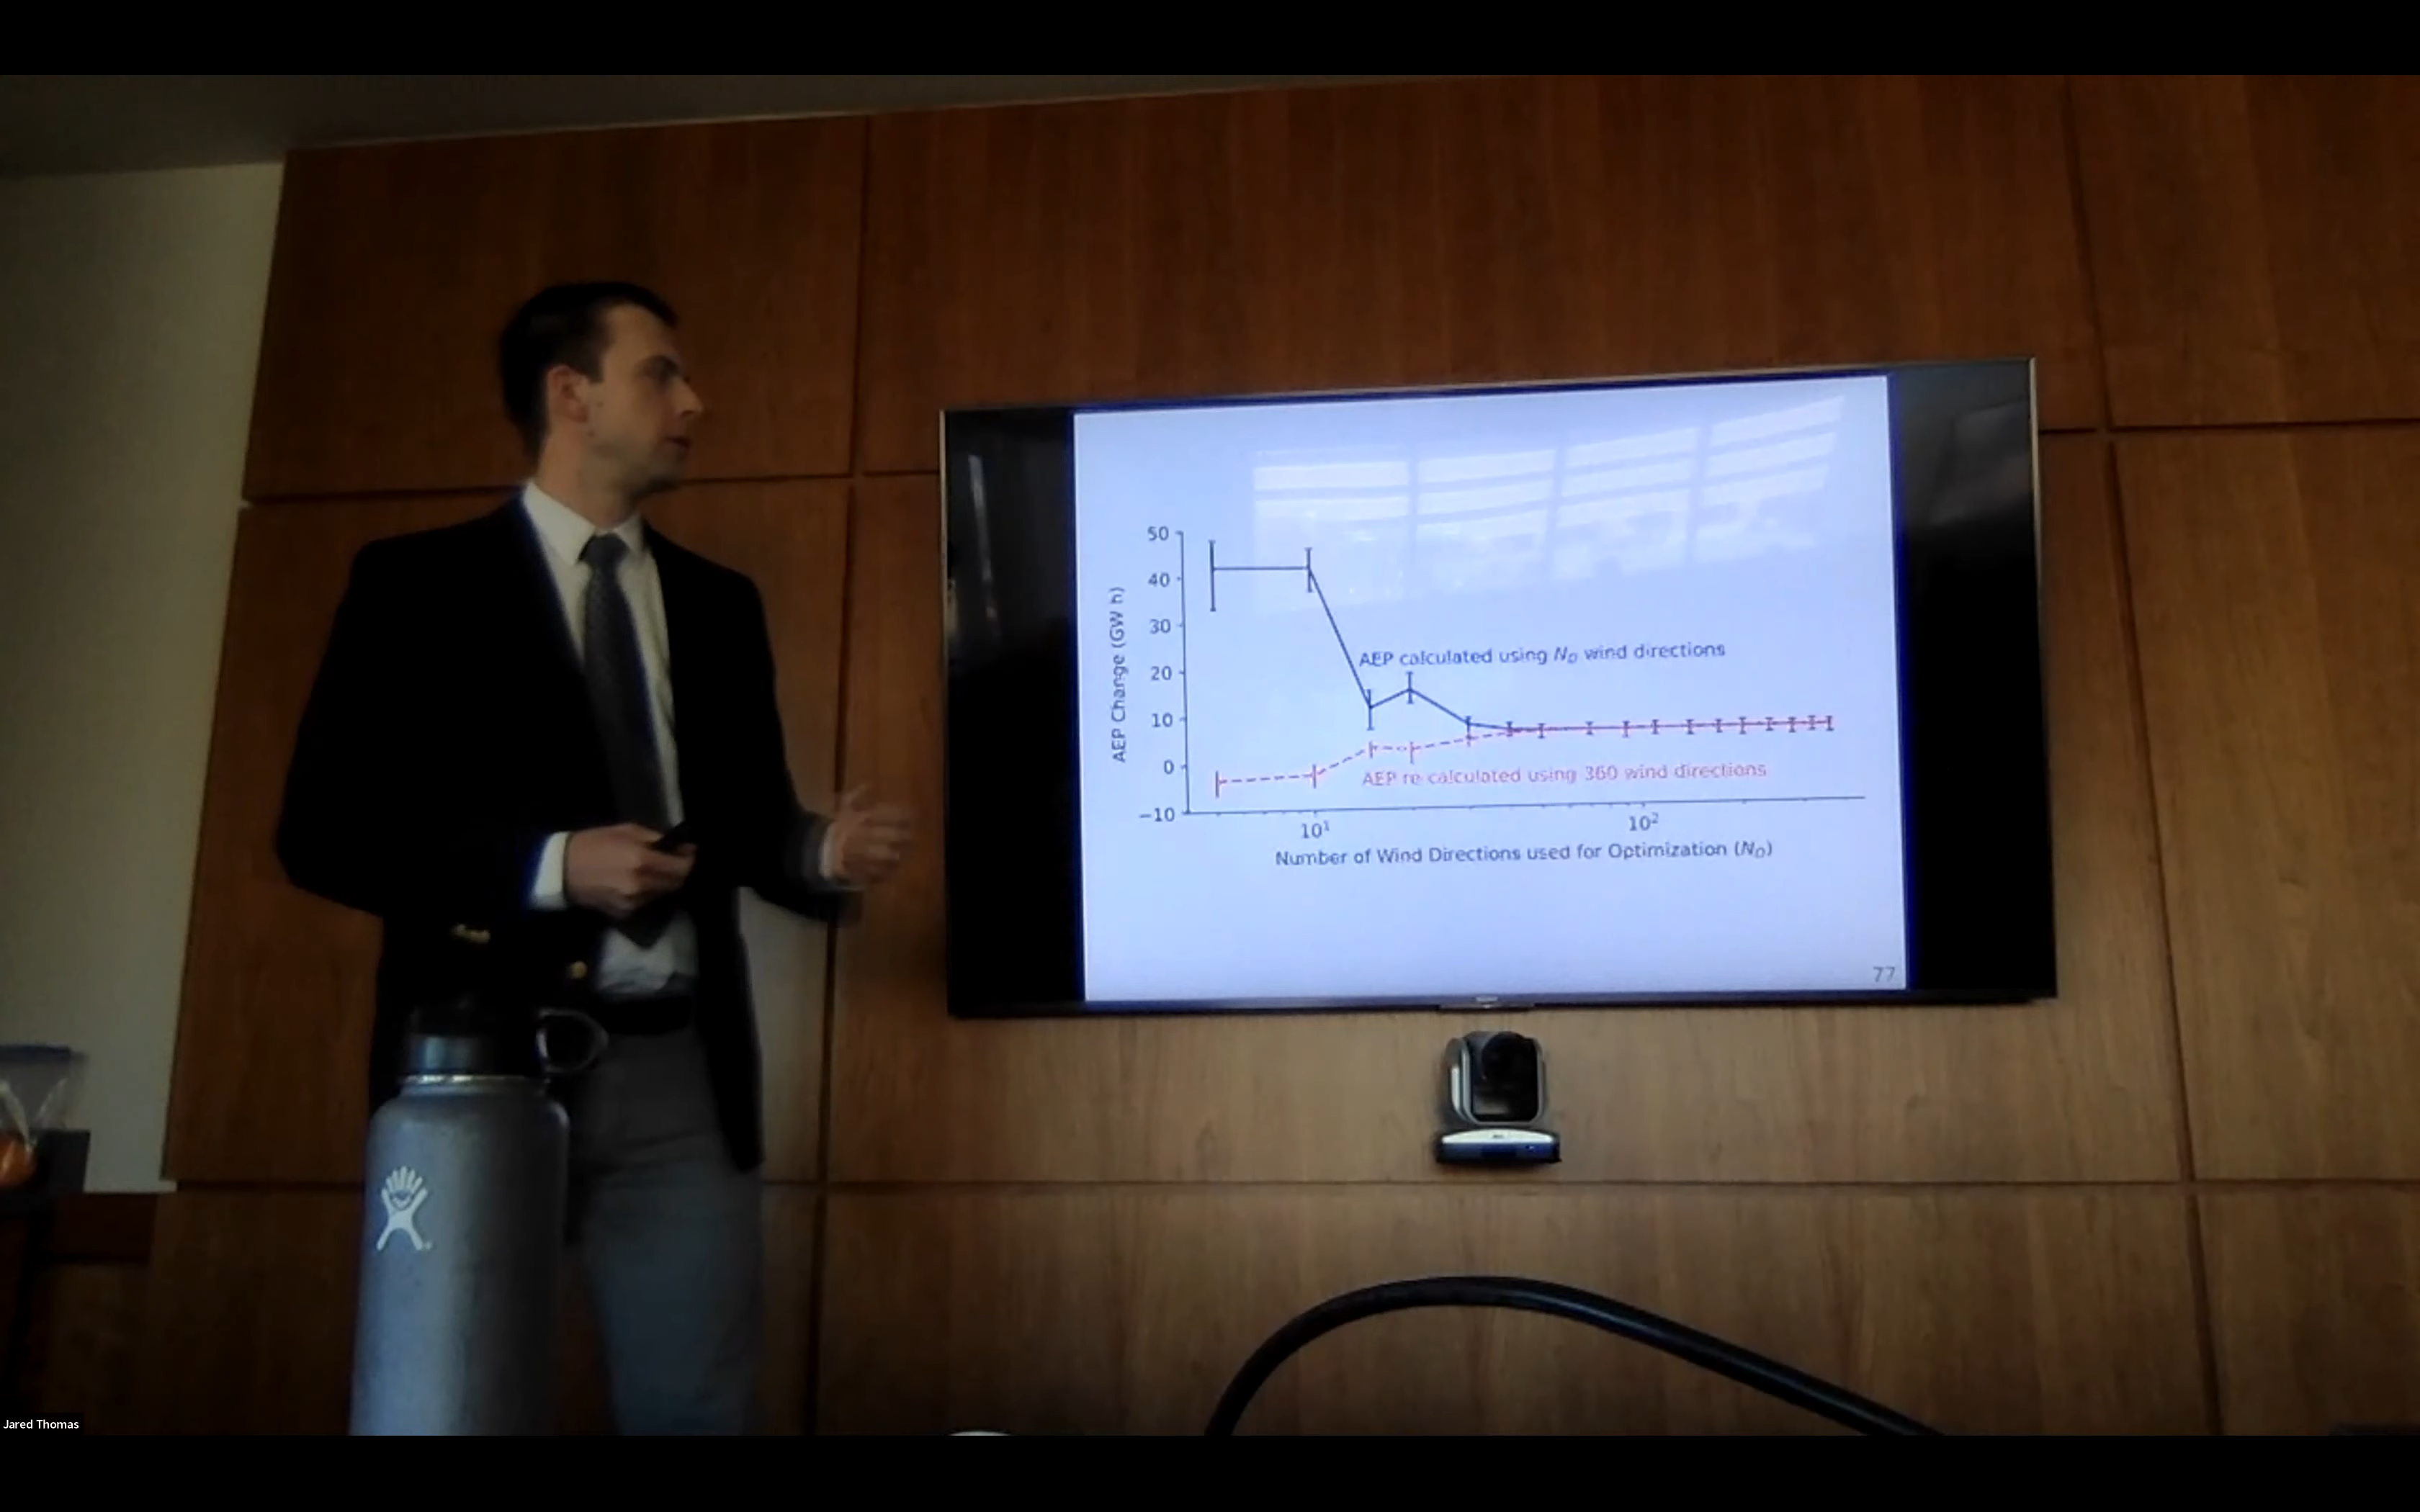 50
40
30
20
10
0
−10
AEP Change (GW h)
AEP calculated using N_D wind directions
AEP re calculated using 360 wind directions
10¹
10²
Number of Wind Directions used for Optimization (N_D)
77
Jared Thomas